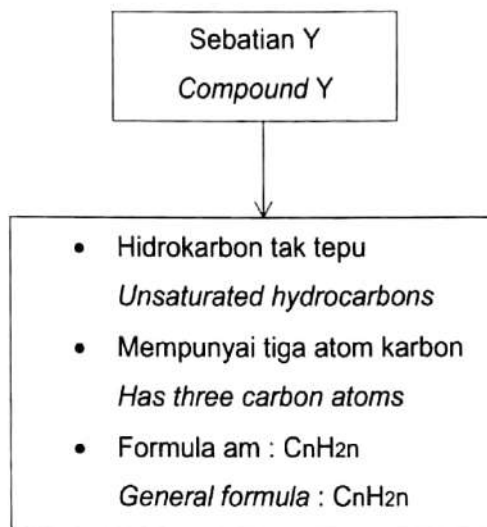 Sebatian Y
Compound Y
• Hidrokarbon tak tepu
Unsaturated hydrocarbons
• Mempunyai tiga atom karbon
Has three carbon atoms
• Formula am : CnH2n
General formula : CnH2n